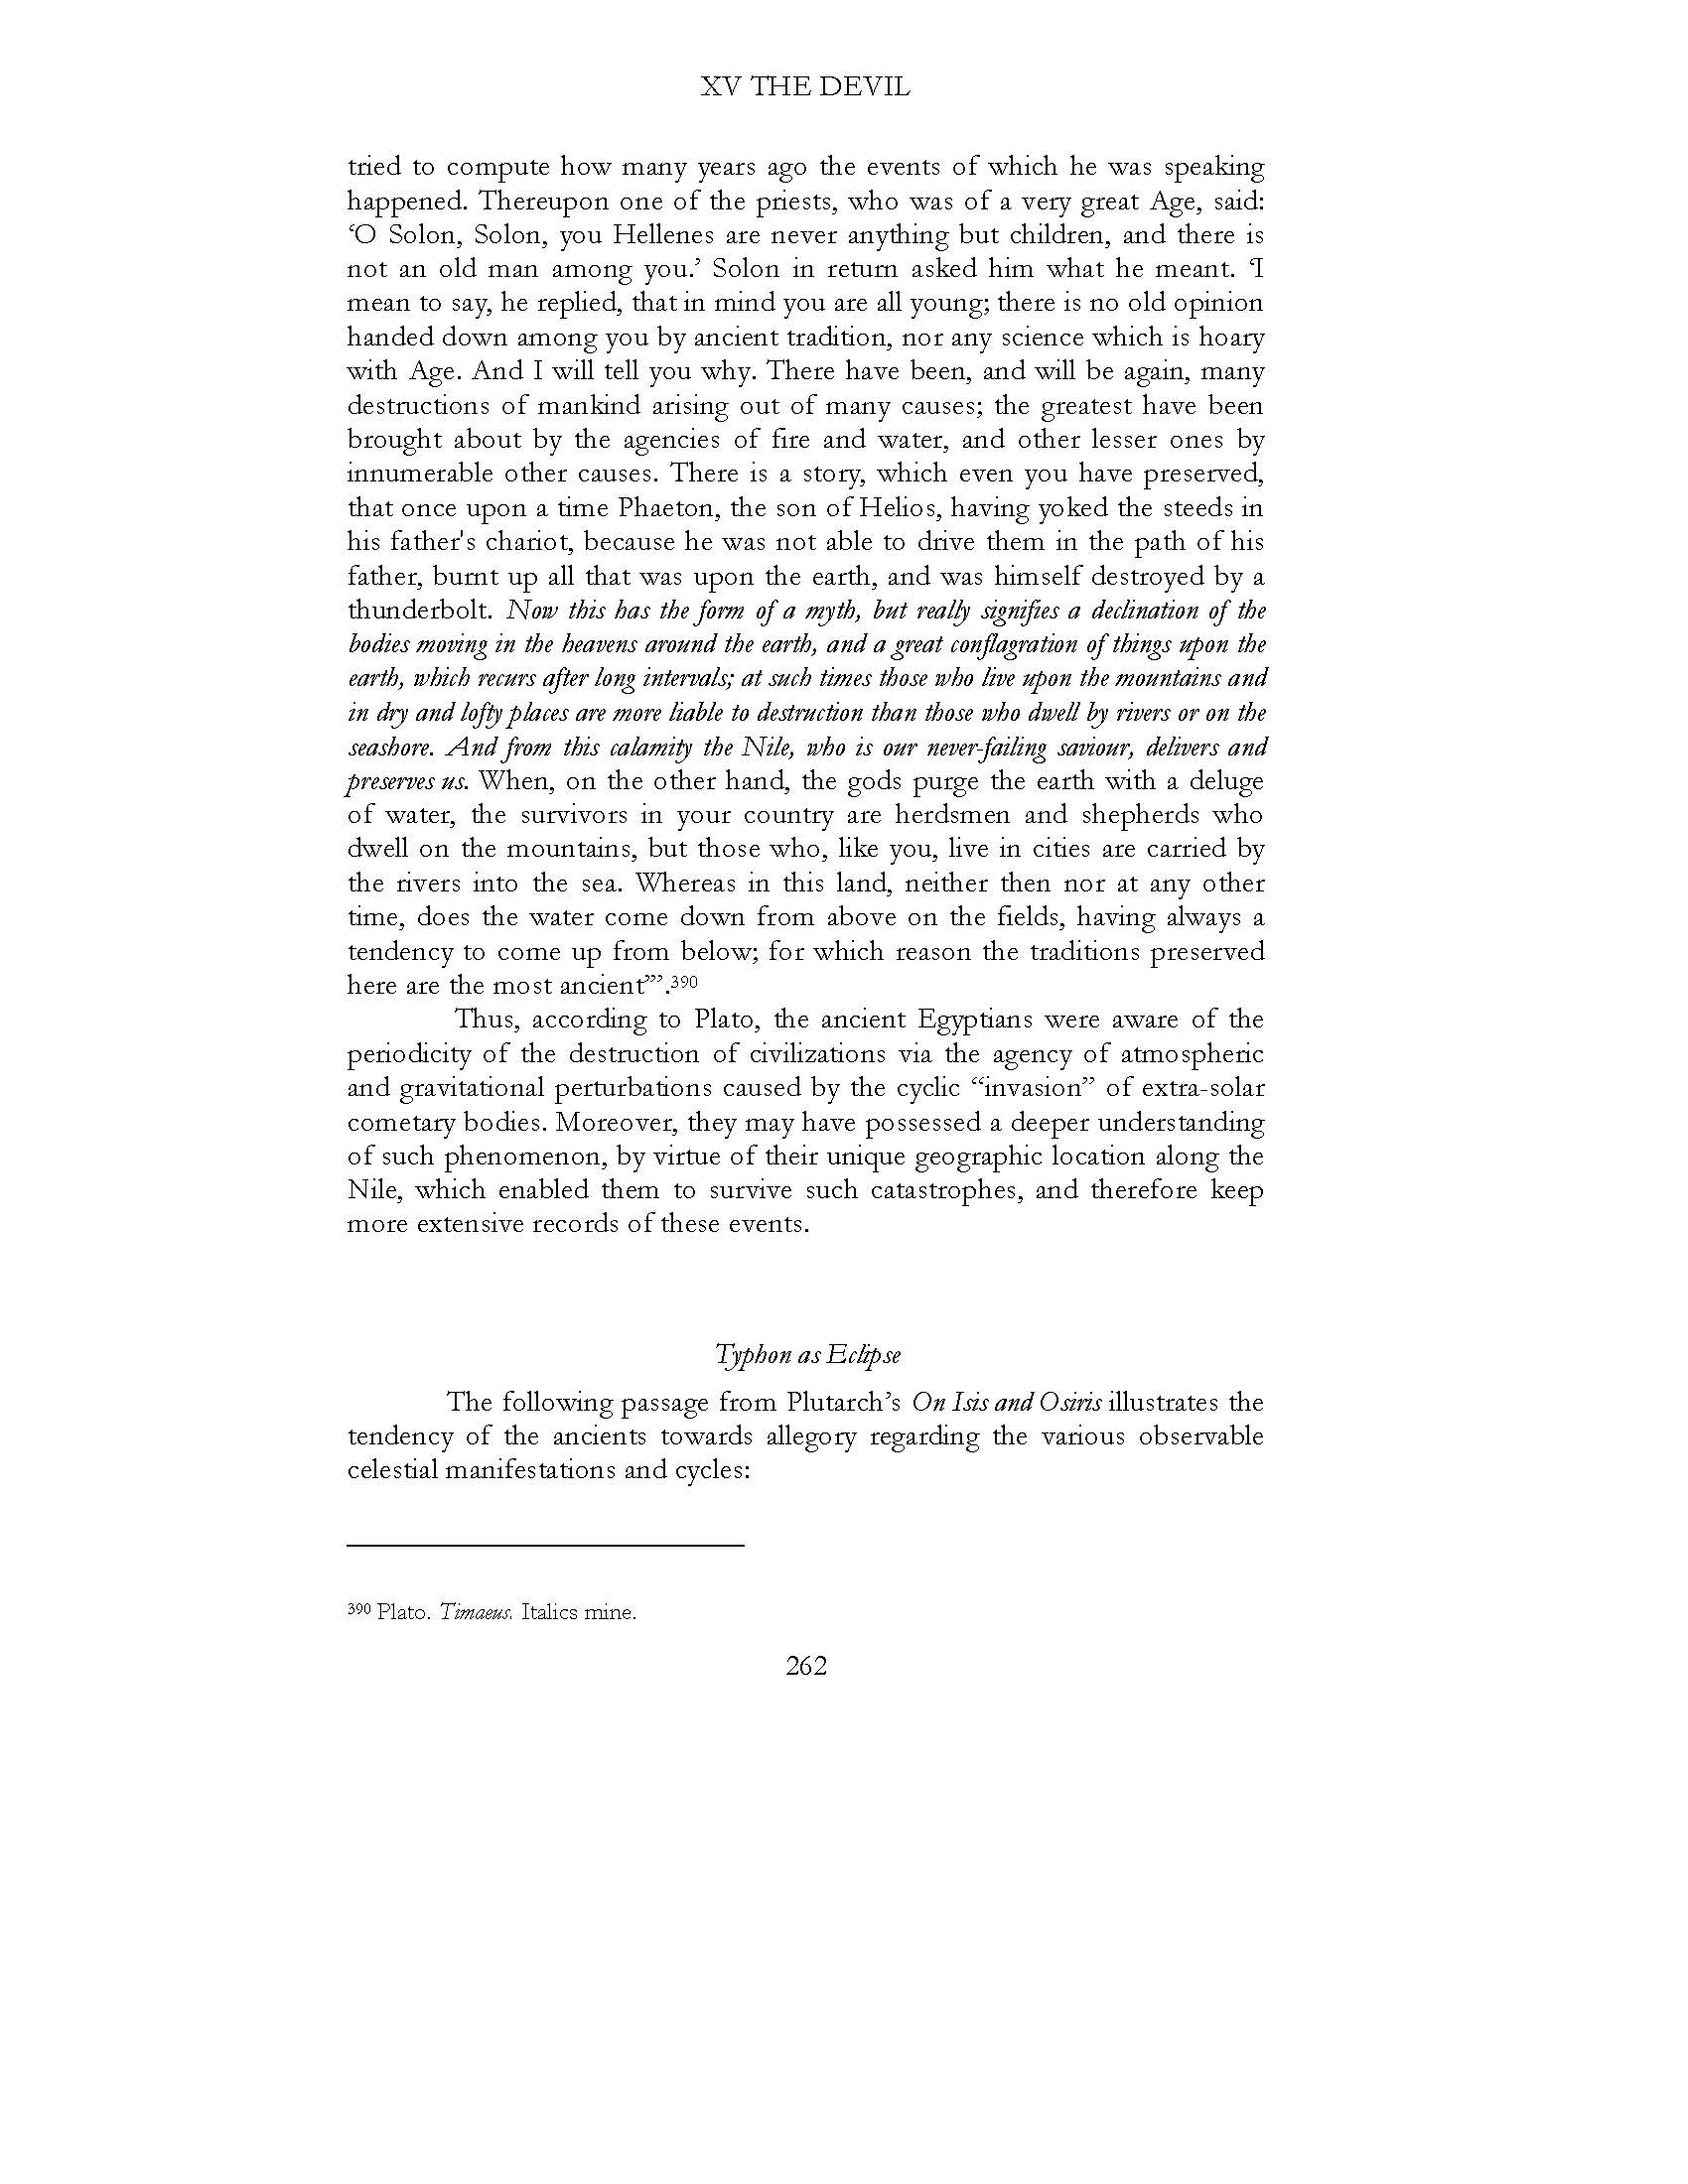 XV THE DEVIL
tried to compute how many years ago the events of which he was speaking
happened. Thereupon one of the priests, who was of a very great Age, said:
‘O Solon, Solon, you Hellenes are never anything but children, and there is
not an old man among you.’ Solon in return asked him what he meant. ‘I
mean to say, he replied, that in mind you are all young; there is no old opinion
handed down among you by ancient tradition, nor any science which is hoary
with Age. And I will tell you why. There have been, and will be again, many
destructions of mankind arising out of many causes; the greatest have been
brought about by the agencies of fire and water, and other lesser ones by
innumerable other causes. There is a story, which even you have preserved,
that once upon a time Phaeton, the son of Helios, having yoked the steeds in
his father's chariot, because he was not able to drive them in the path of his
father, burnt up all that was upon the earth, and was himself destroyed by a
thunderbolt. Now this has the form of a myth, but really signifies a declination of the
bodies moving in the heavens around the earth, and a great conflagration of things upon the
earth, which recurs after long intervals; at such times those who live upon the mountains and
in dry and lofty places are more liable to destruction than those who dwell by rivers or on the
seashore. And from this calamity the Nile, who is our never-failing saviour, delivers and
preserves us. When, on the other hand, the gods purge the earth with a deluge
of water, the survivors in your country are herdsmen and shepherds who
dwell on the mountains, but those who, like you, live in cities are carried by
the rivers into the sea. Whereas in this land, neither then nor at any other
time, does the water come down from above on the fields, having always a
tendency to come up from below; for which reason the traditions preserved
here are the most ancient’”.390
Thus, according to Plato, the ancient Egyptians were aware of the
periodicity of the destruction of civilizations via the agency of atmospheric
and gravitational perturbations caused by the cyclic “invasion” of extra-solar
cometary bodies. Moreover, they may have possessed a deeper understanding
of such phenomenon, by virtue of their unique geographic location along the
Nile, which enabled them to survive such catastrophes, and therefore keep
more extensive records of these events.
Typhon as Eclipse
The following passage from Plutarch’s On Isis and Osiris illustrates the
tendency of the ancients towards allegory regarding the various observable
celestial manifestations and cycles:
390 Plato. Timaeus. Italics mine.
262